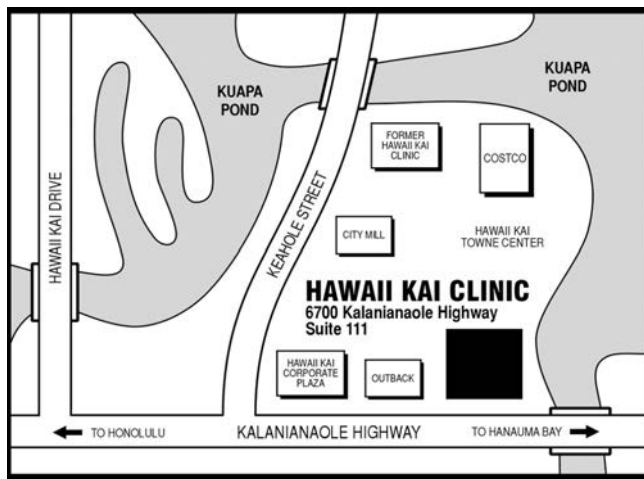 KUAPA
POND
KUAPA
POND
FORMER
HAWAII KAI
CLINIC
COSTCO
HAWAII KAI DRIVE
KEAHOLE STREET
CITY MILL
HAWAII KAI
TOWNE CENTER
HAWAII KAI CLINIC
6700 Kalanianaole Highway
Suite 111
HAWAII KAI
CORPORATE
PLAZA
OUTBACK
TO HONOLULU
KALANIANAOLE HIGHWAY
TO HANAUMA BAY